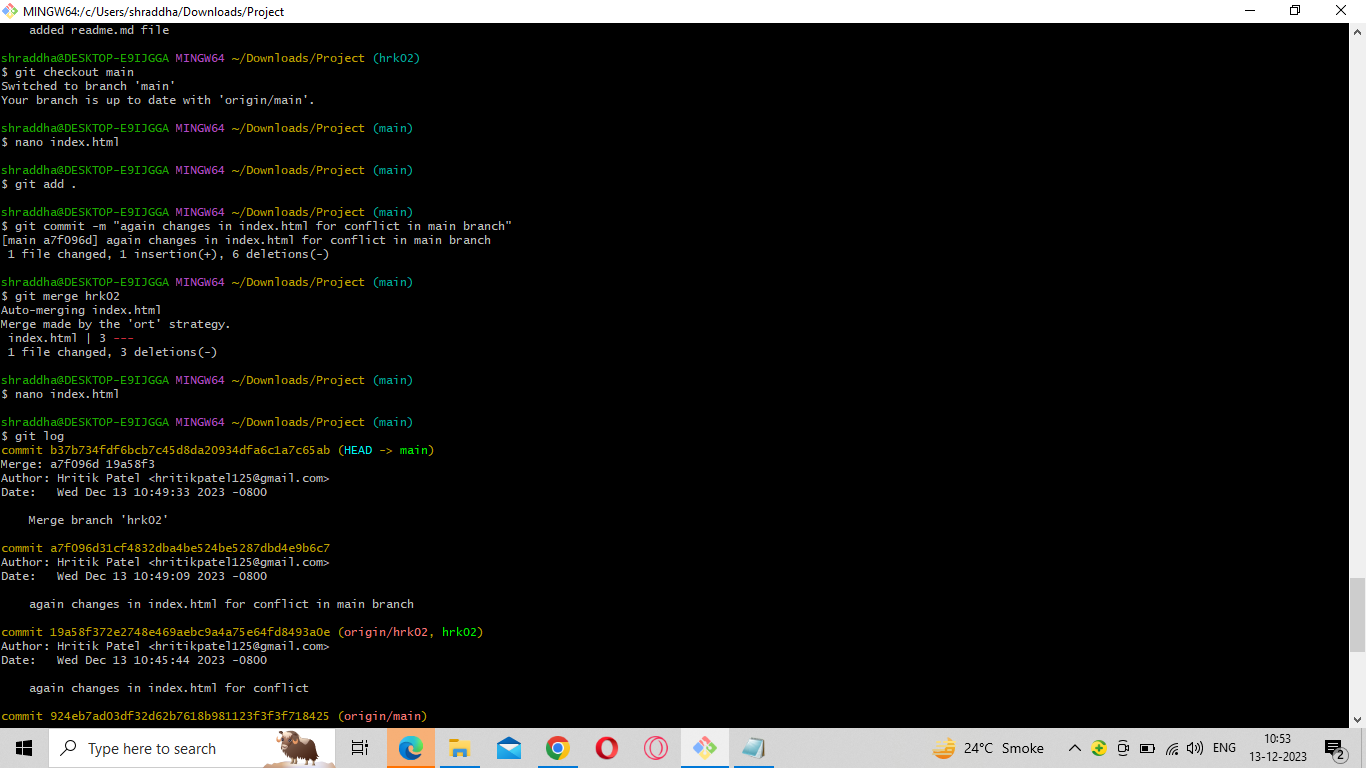 MINGW64:/c/Users/shraddha/Downloads/Project
added readme.md file
shraddha@DESKTOP-E9IJGGA MINGW64 ~/Downloads/Project (hrk02)
$ git checkout main
Switched to branch 'main'
Your branch is up to date with 'origin/main'.
shraddha@DESKTOP-E9IJGGA MINGW64 ~/Downloads/Project (main)
$ nano index.html
shraddha@DESKTOP-E9IJGGA MINGW64 ~/Downloads/Project (main)
$ git add .
shraddha@DESKTOP-E9IJGGA MINGW64 ~/Downloads/Project (main)
$ git commit -m "again changes in index.html for conflict in main branch"
[main a7f096d] again changes in index.html for conflict in main branch
1 file changed, 1 insertion(+), 6 deletions(-)
shraddha@DESKTOP-E9IJGGA MINGW64 ~/Downloads/Project (main)
$ git merge hrk02
Auto-merging index.html
Merge made by the 'ort' strategy.
index.html | 3 ---
1 file changed, 3 deletions(-)
shraddha@DESKTOP-E9IJGGA MINGW64 ~/Downloads/Project (main)
$ nano index.html
shraddha@DESKTOP-E9IJGGA MINGW64 ~/Downloads/Project (main)
$ git log
commit b37b734fdf6bcb7c45d8da20934dfa6c1a7c65ab (HEAD -> main)
Merge: a7f096d 19a58f3
Author: Hritik Patel <hritikpatel125@gmail.com>
Date:   Wed Dec 13 10:49:33 2023 -0800
Merge branch 'hrk02'
commit a7f096d31cf4832dba4be524be5287dbd4e9b6c7
Author: Hritik Patel <hritikpatel125@gmail.com>
Date:   Wed Dec 13 10:49:09 2023 -0800
again changes in index.html for conflict in main branch
commit 19a58f372e2748e469aebc9a4a75e64fd8493a0e (origin/hrk02, hrk02)
Author: Hritik Patel <hritikpatel125@gmail.com>
Date:   Wed Dec 13 10:45:44 2023 -0800
again changes in index.html for conflict
commit 924eb7ad03df32d62b7618b981123f3f3f718425 (origin/main)
Type here to search
24°C Smoke
ENG
10:53
13-12-2023
2